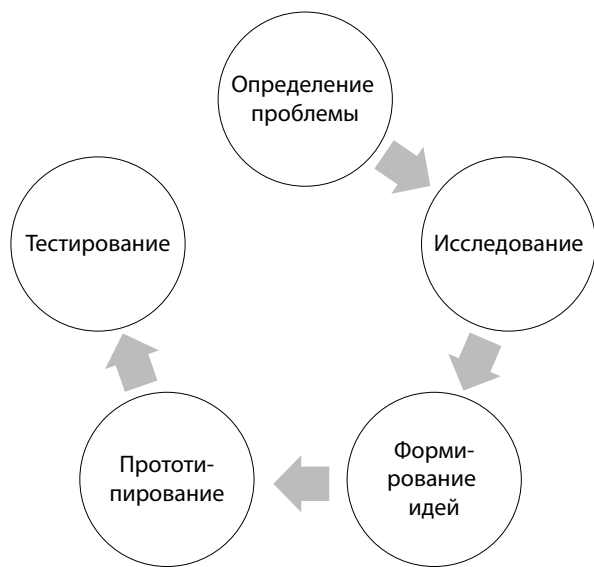 Определение
проблемы
Исследование
Форми-
рование
идей
Прототи-
пирование
Тестирование